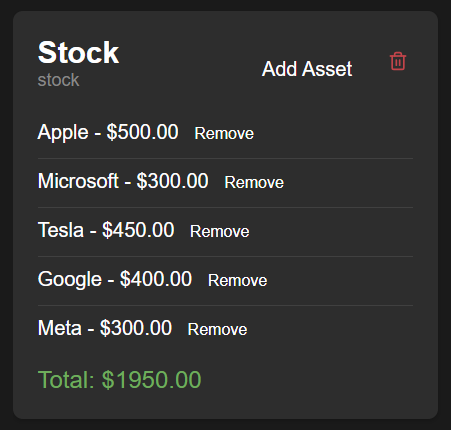 Stock
stock
Add Asset
Apple - $500.00 Remove
Microsoft - $300.00 Remove
Tesla - $450.00 Remove
Google - $400.00 Remove
Meta - $300.00 Remove
Total: $1950.00